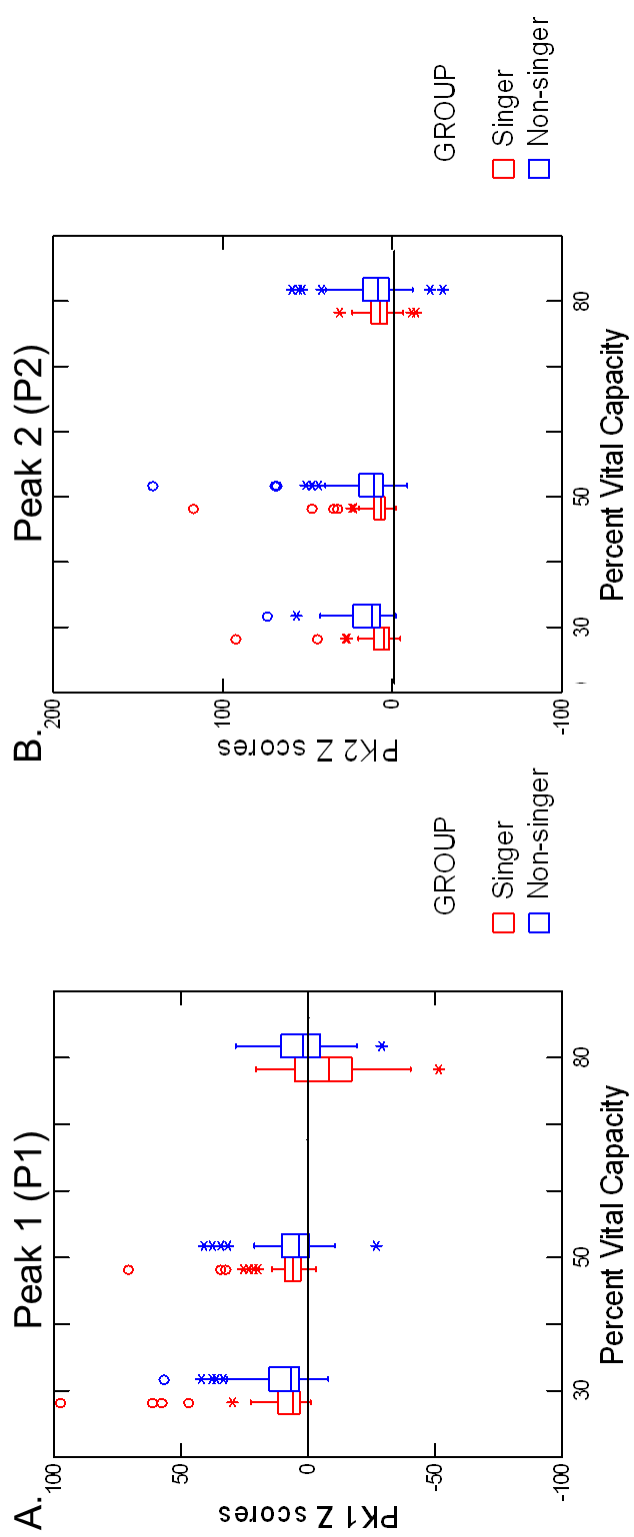 A.
Peak 1 (P1)
PK1 Z scores
100
50
0
-50
-100
30
50
80
Percent Vital Capacity
GROUP
Singer
Non-singer
B.
Peak 2 (P2)
PK2 Z scores
200
100
0
-100
30
50
80
Percent Vital Capacity
GROUP
Singer
Non-singer